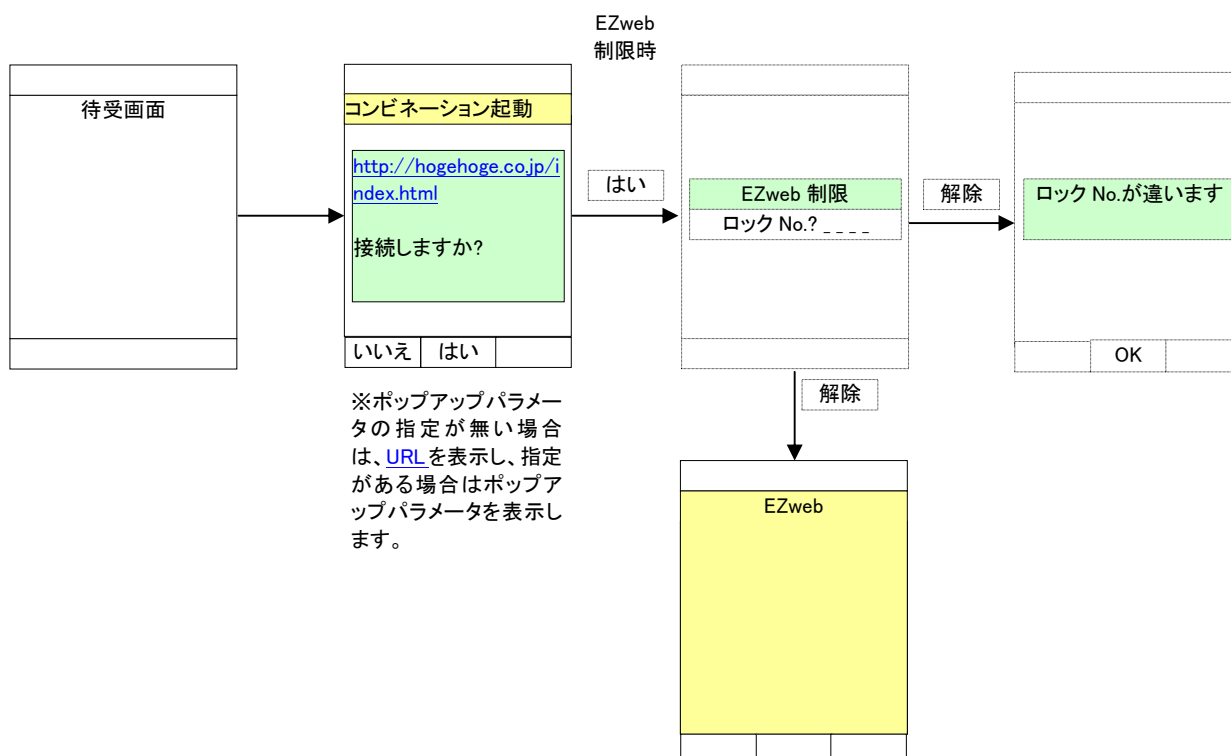 EZweb
制限時
待受画面
コンビネーション起動
http://hogehoge.co.jp/i
ndex.html
接続しますか?
いいえ はい
はい
EZweb 制限
ロック No.? _ _ _ _
解除
ロック No.が違います
OK
※ポップアップパラメー
タの指定が無い場合
は、URLを表示し、指定
がある場合はポップア
ップパラメータを表示し
ます。
解除
EZweb